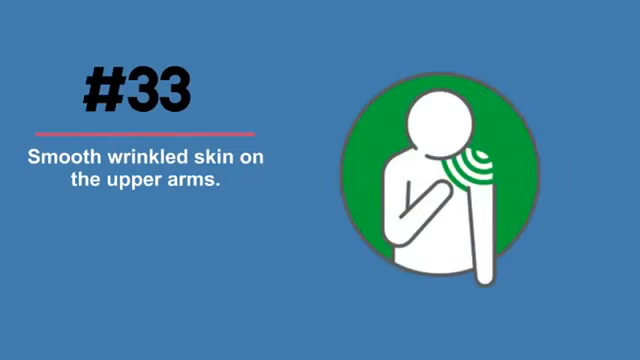 #33
Smooth wrinkled skin on
the upper arms.